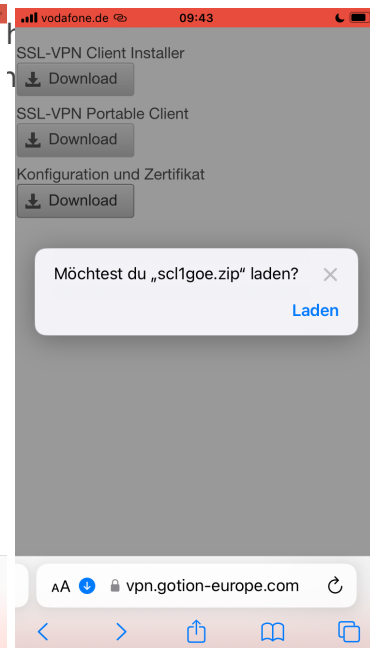 vodafone.de 09:43
SSL-VPN Client Installer
Download
SSL-VPN Portable Client
Download
Konfiguration und Zertifikat
Download
Möchtest du „scl1goe.zip“ laden?
Laden
AA vpn.gotion-europe.com